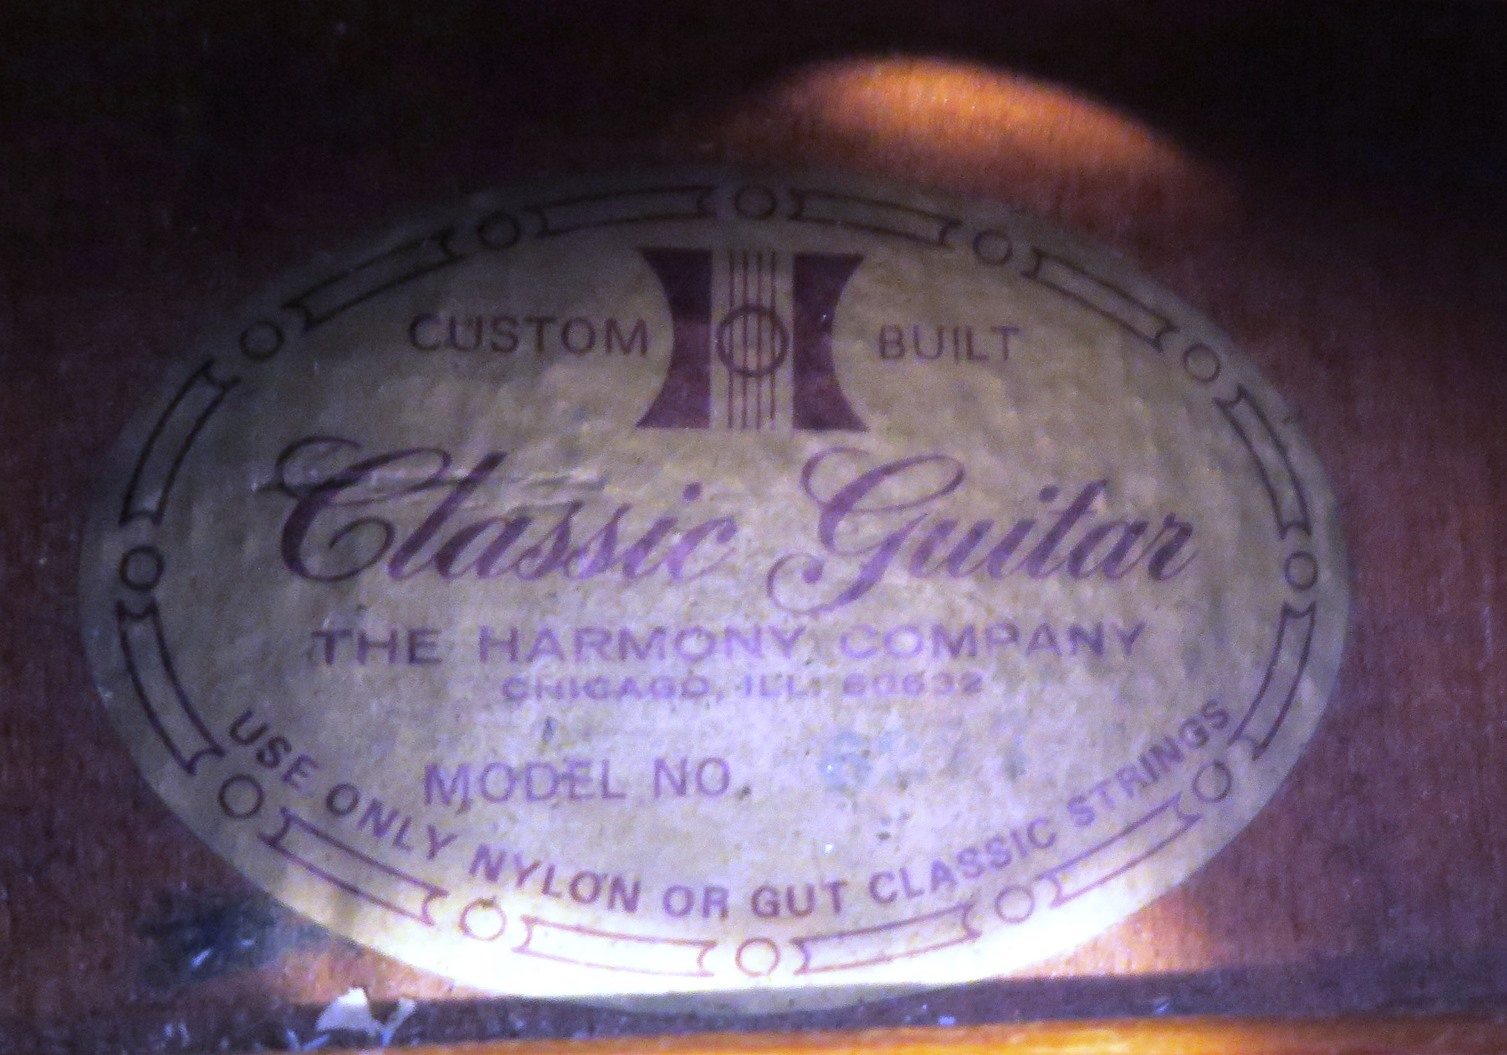 CUSTOM BUILT
Classic Guitar
THE HARMONY COMPANY
CHICAGO, ILL. 60632
MODEL NO.
USE ONLY NYLON OR GUT CLASSIC STRINGS